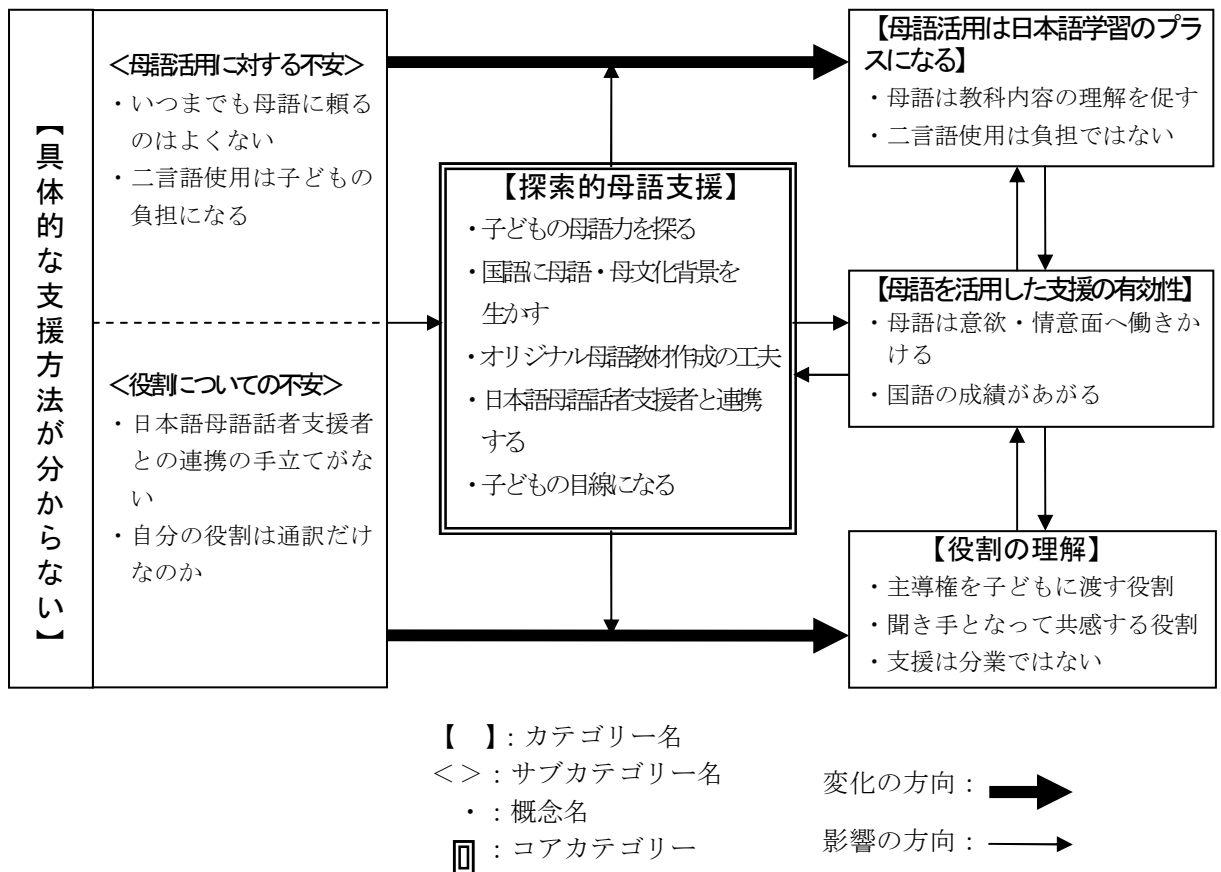 【具体的な支援方法が分からない】
＜母語活用に対する不安＞
・いつまでも母語に頼る
のはよくない
・二言語使用は子どもの
負担になる
＜役割についての不安＞
・日本語母語話者支援者
との連携の手立てがな
い
・自分の役割は通訳だけ
なのか
【探索的母語支援】
・子どもの母語力を探る
・国語に母語・母文化背景を
生かす
・オリジナル母語教材作成の工夫
・日本語母語話者支援者と連携
する
・子どもの目線になる
【母語活用は日本語学習のプラ
スになる】
・母語は教科内容の理解を促す
・二言語使用は負担ではない
【母語を活用した支援の有効性】
・母語は意欲・情意面へ働きか
ける
・国語の成績があがる
【役割の理解】
・主導権を子どもに渡す役割
・聞き手となって共感する役割
・支援は分業ではない
【　】：カテゴリー名
＜＞：サブカテゴリー名
・：概念名
：コアカテゴリー
変化の方向：
影響の方向：